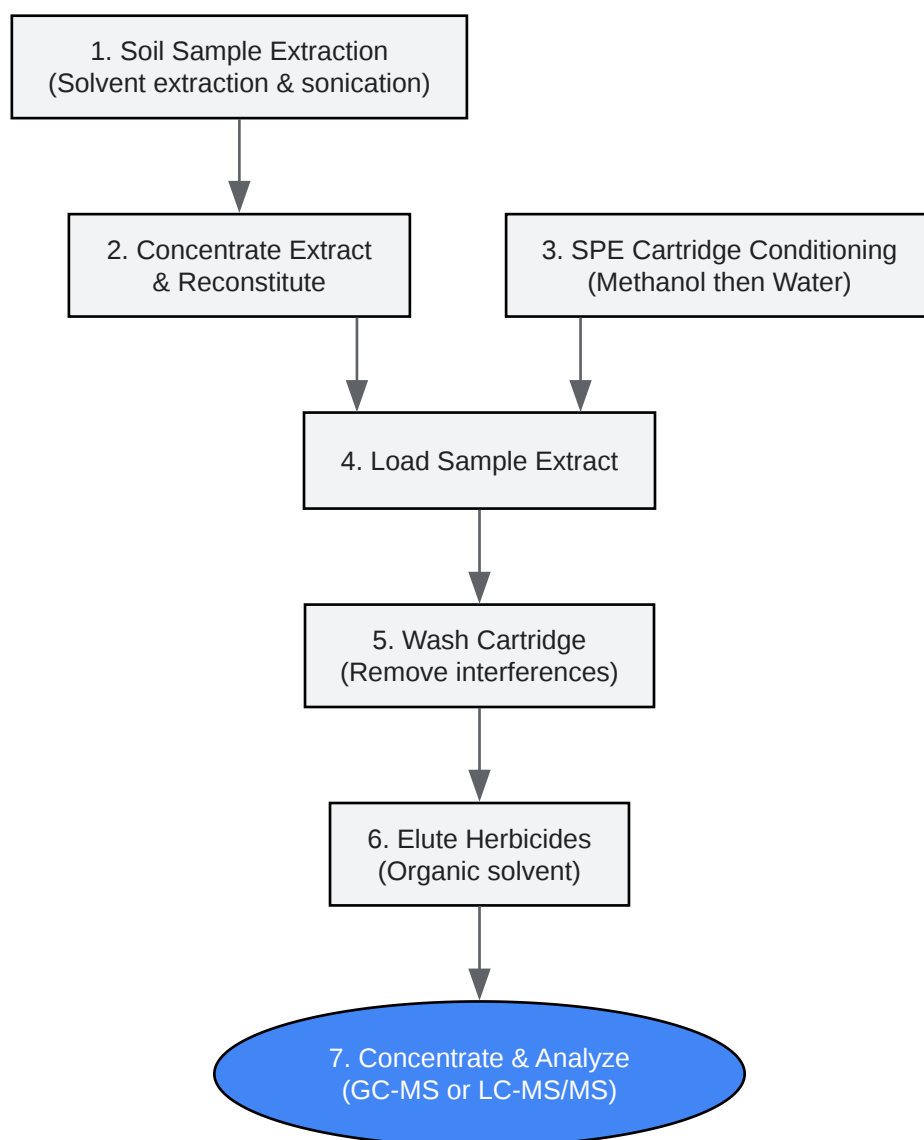 1. Soil Sample Extraction
(Solvent extraction & sonication)
2. Concentrate Extract
& Reconstitute
3. SPE Cartridge Conditioning
(Methanol then Water)
4. Load Sample Extract
5. Wash Cartridge
(Remove interferences)
6. Elute Herbicides
(Organic solvent)
7. Concentrate & Analyze
(GC-MS or LC-MS/MS)